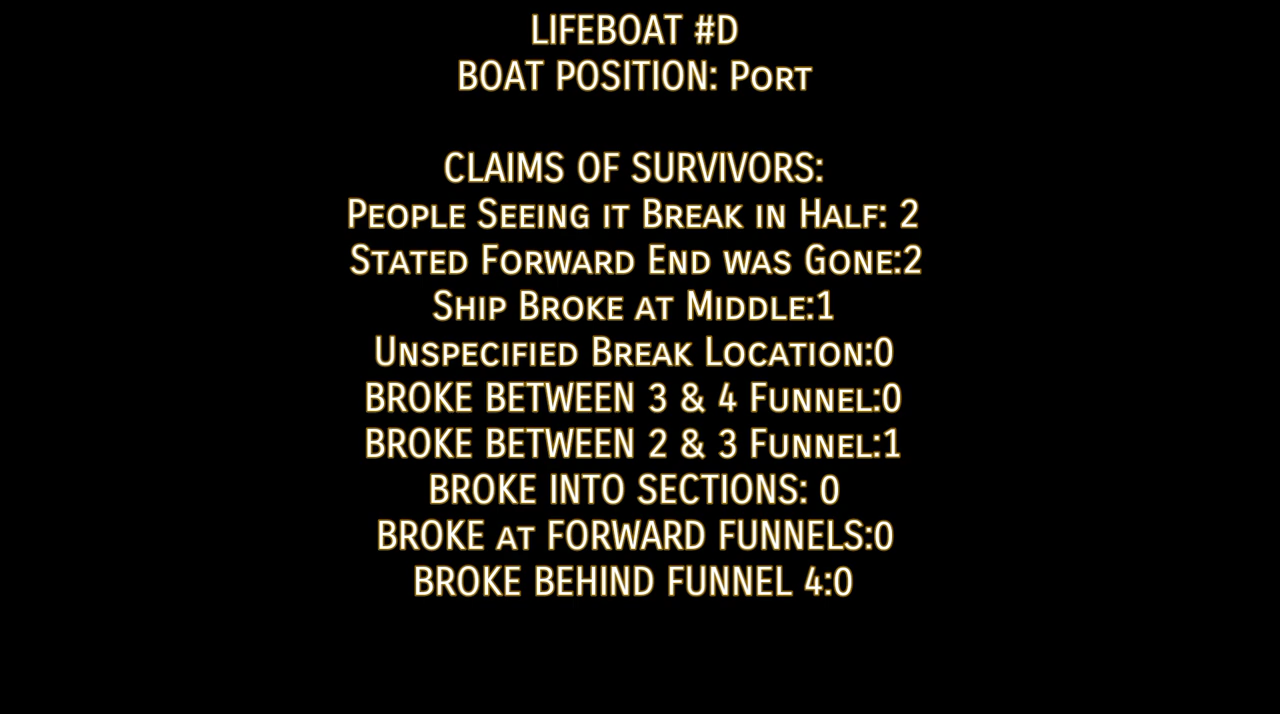 LIFEBOAT #D
BOAT POSITION: Port
CLAIMS OF SURVIVORS:
People Seeing it Break in Half: 2
Stated Forward End was Gone:2
Ship Broke at Middle:1
Unspecified Break Location:0
BROKE BETWEEN 3 & 4 Funnel:0
BROKE BETWEEN 2 & 3 Funnel:1
BROKE INTO SECTIONS: 0
BROKE at FORWARD FUNNELS:0
BROKE BEHIND FUNNEL 4:0